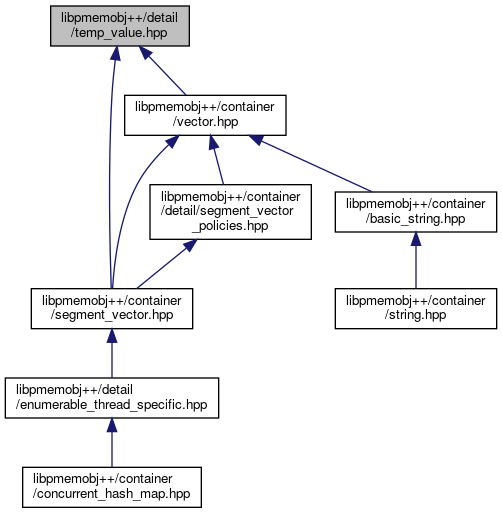 libpmemobj++/detail
/temp_value.hpp
libpmemobj++/container
/vector.hpp
libpmemobj++/container
/detail/segment_vector
_policies.hpp
libpmemobj++/container
/basic_string.hpp
libpmemobj++/container
/segment_vector.hpp
libpmemobj++/container
/string.hpp
libpmemobj++/detail
/enumerable_thread_specific.hpp
libpmemobj++/container
/concurrent_hash_map.hpp